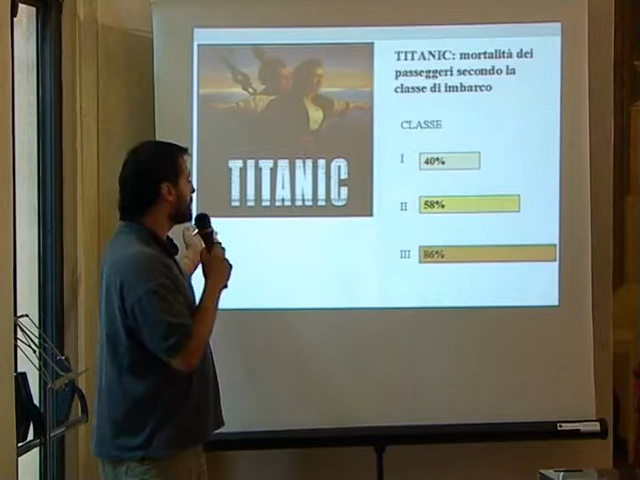 TITANIC
TITANIC: mortalità dei
passeggeri secondo la
classe di imbarco
CLASSE
I 40%
II 58%
III 86%